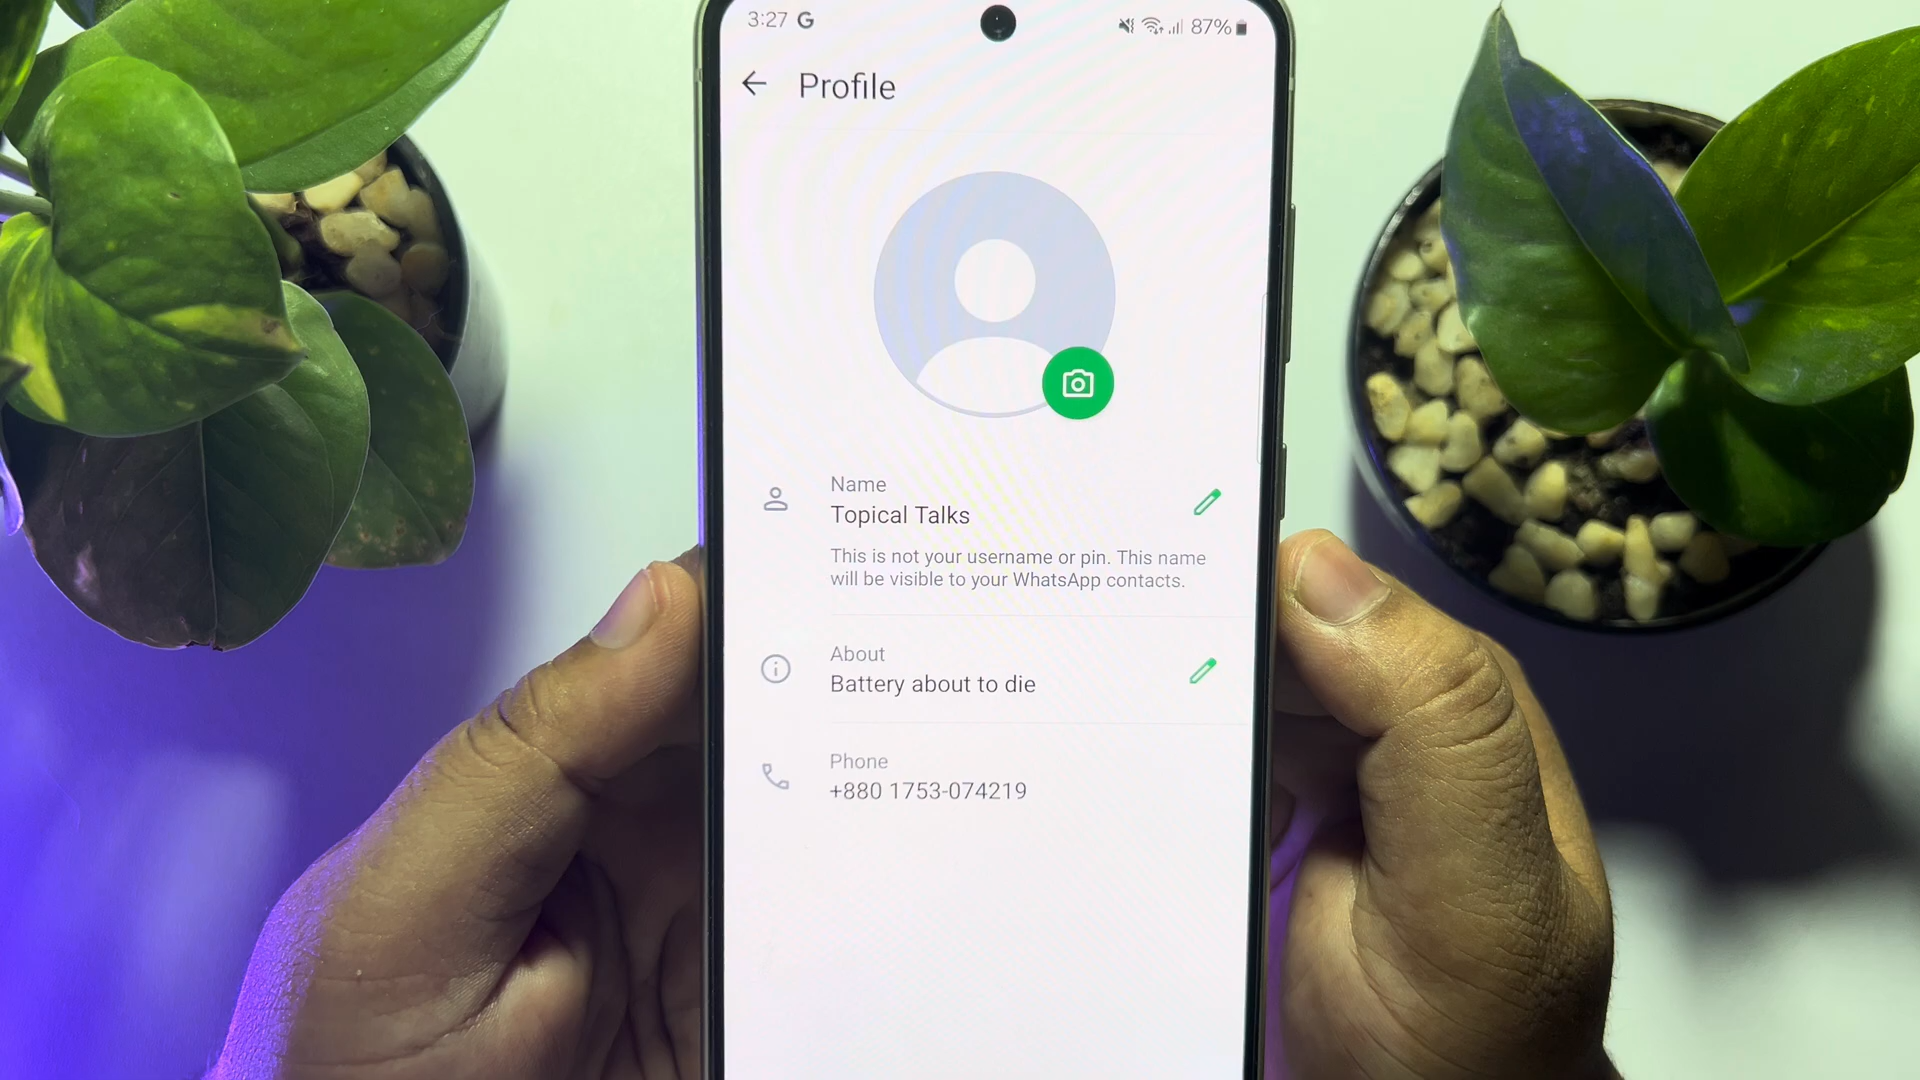 3:27 G 87%
Profile
Name
Topical Talks
This is not your username or pin. This name
will be visible to your WhatsApp contacts.
About
Battery about to die
Phone
+880 1753-074219